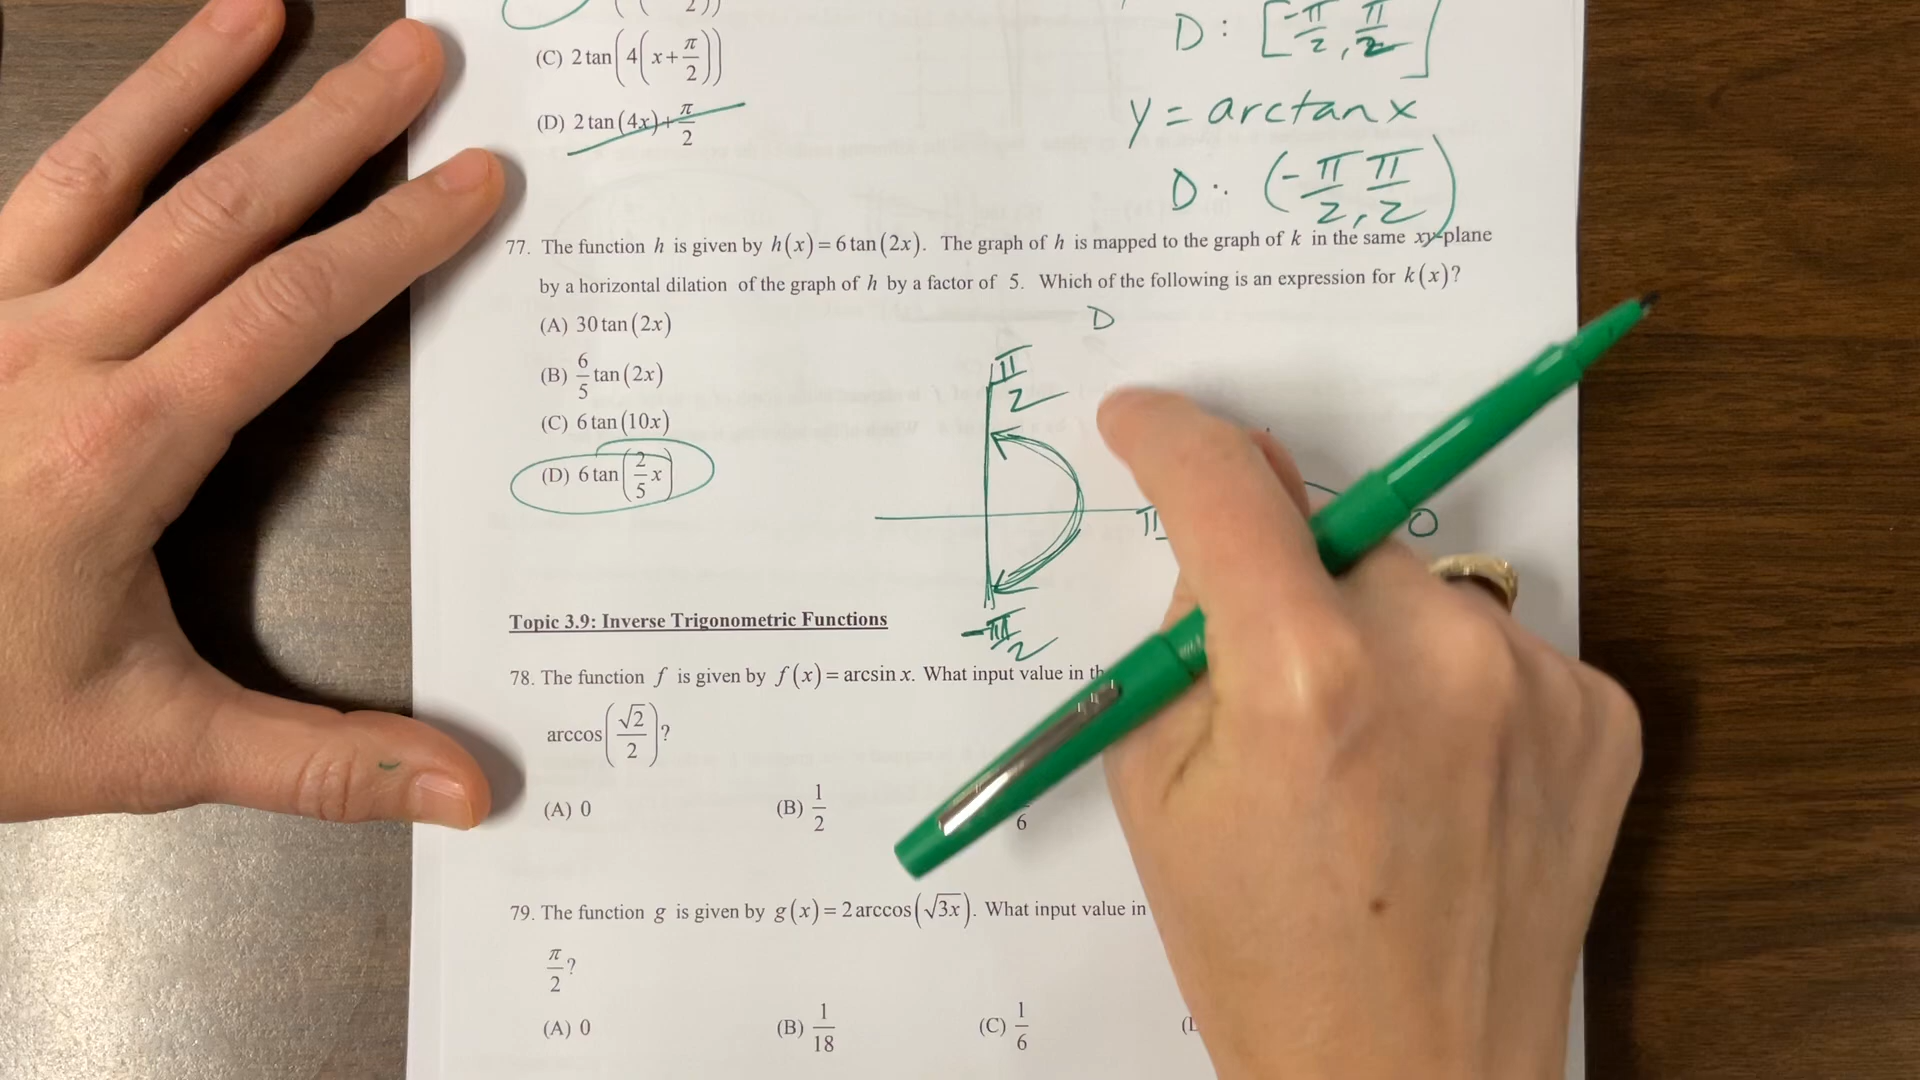 (C) 2 tan(4(x+π/2))
(D) 2 tan(4x)+π/2
D: [-π/2, π/2]
y = arctan x
D: (-π/2, π/2)
77. The function h is given by h(x) = 6 tan(2x). The graph of h is mapped to the graph of k in the same xy-plane
by a horizontal dilation of the graph of h by a factor of 5. Which of the following is an expression for k(x)?
(A) 30 tan(2x)
(B) 6/5 tan(2x)
(C) 6 tan(10x)
(D) 6 tan(2/5 x)
D
π/2
π
0
-π/2
Topic 3.9: Inverse Trigonometric Functions
78. The function f is given by f(x) = arcsin x. What input value in
arccos(√2/2)?
(A) 0
(B) 1/2
6
79. The function g is given by g(x) = 2 arccos(√3x). What input value in
π/2?
(A) 0
(B) 1/18
(C) 1/6